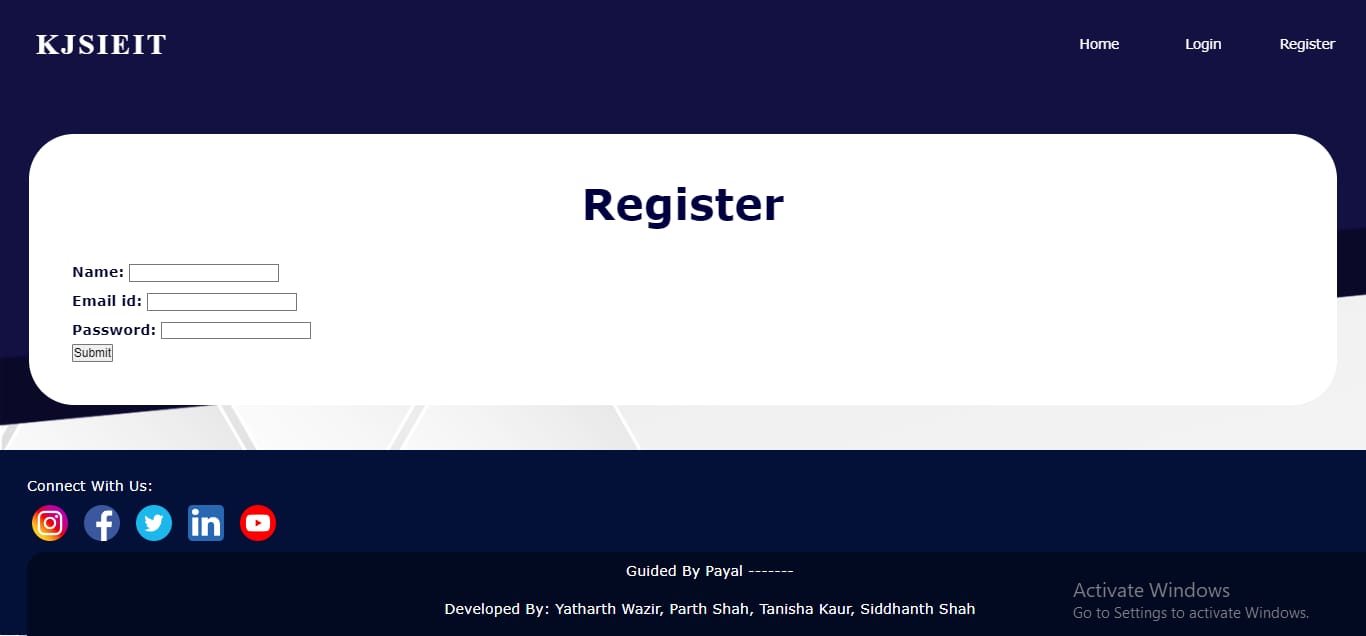 KJSIEIT
Home Login Register
Register
Name:
Email id:
Password:
Submit
Connect With Us:
in
Guided By Payal -------
Developed By: Yatharth Wazir, Parth Shah, Tanisha Kaur, Siddhanth Shah
Activate Windows
Go to Settings to activate Windows.